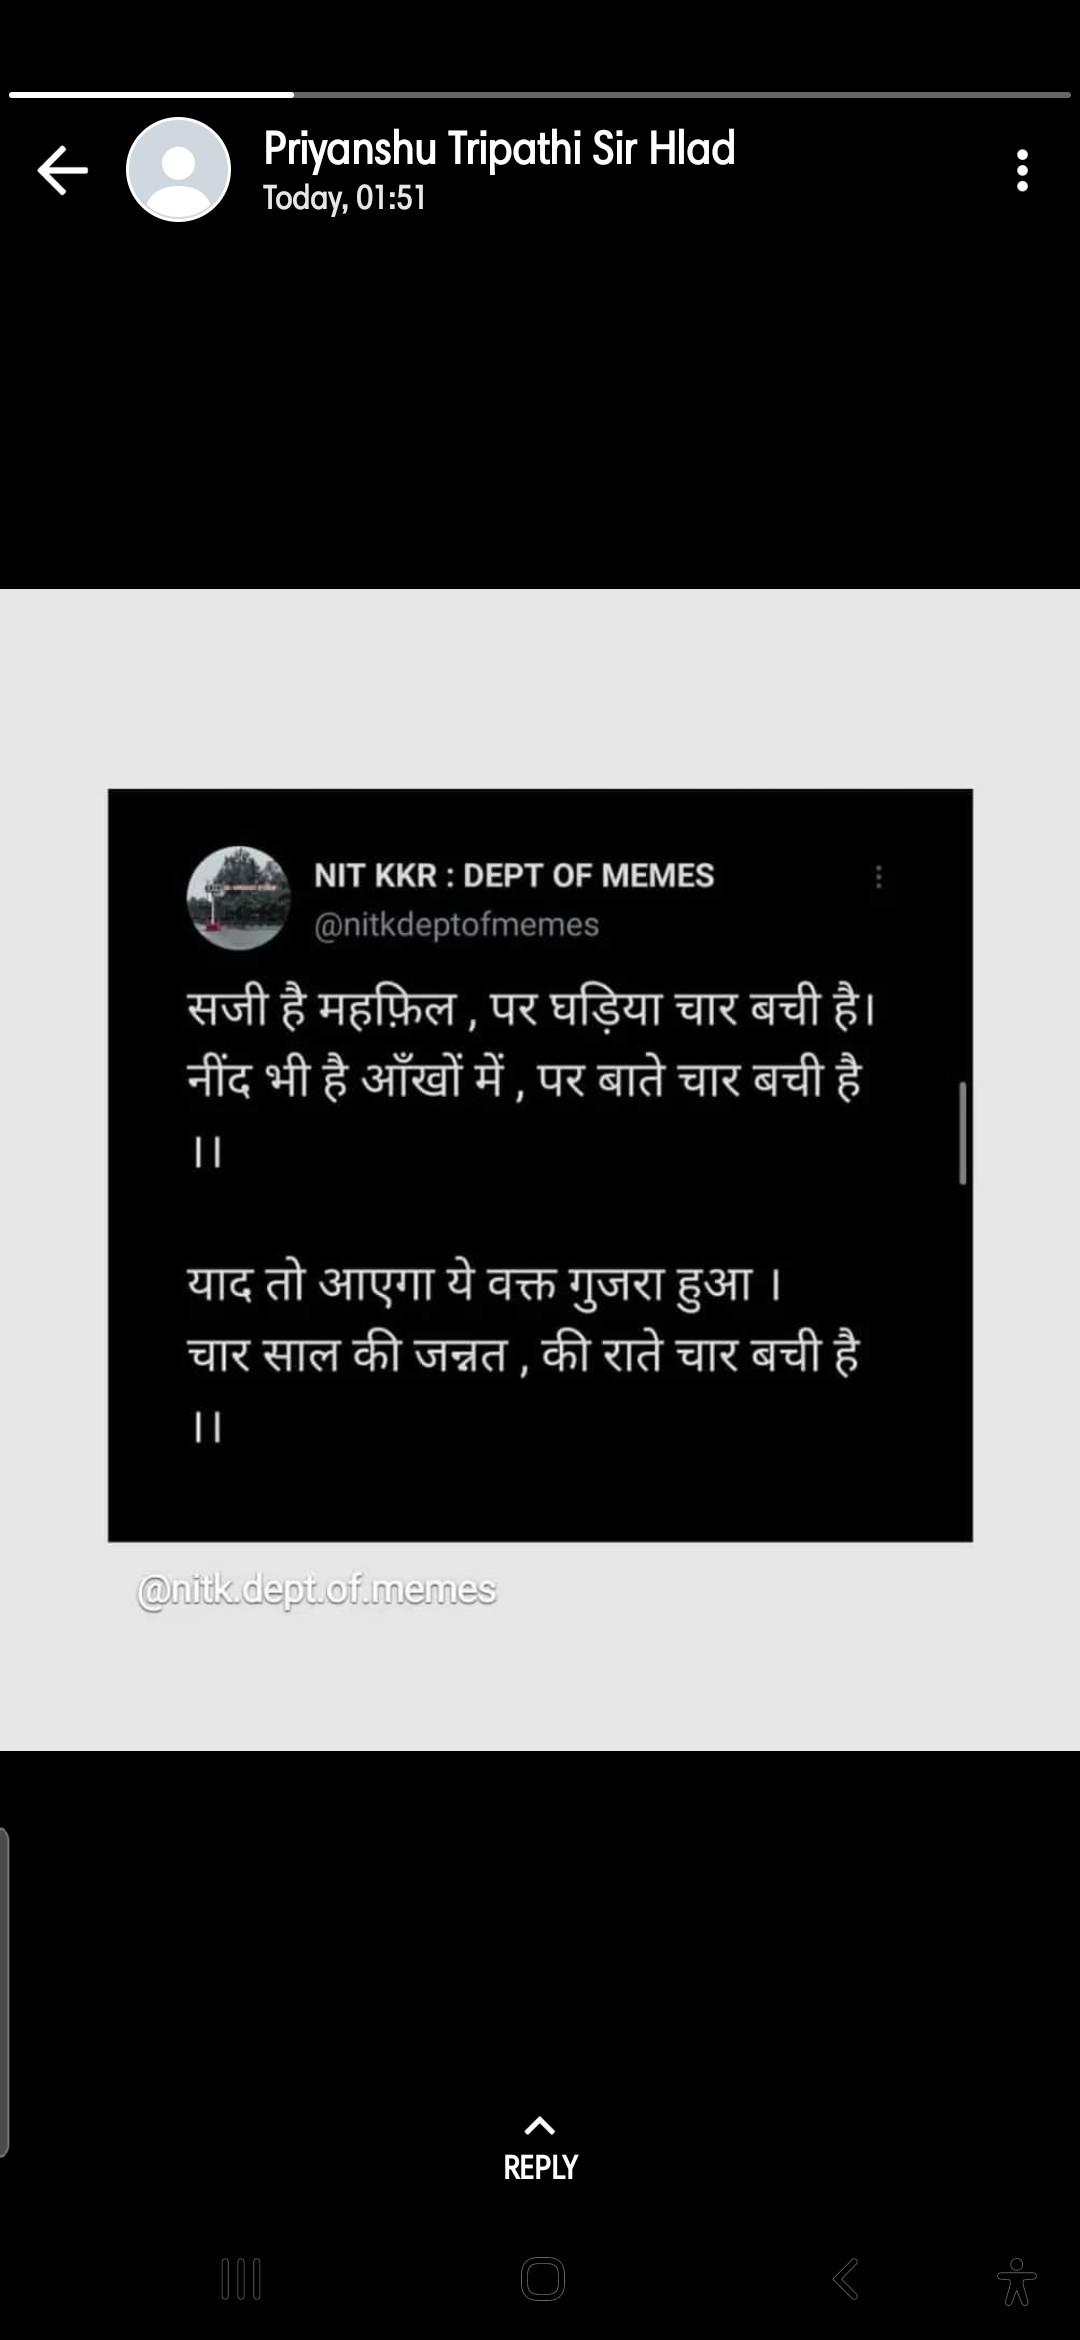 Priyanshu Tripathi Sir Hlad
Today, 01:51
NIT KKR : DEPT OF MEMES
@nitkdeptofmemes
सजी है महफ़िल , पर घड़िया चार बची है।
नींद भी है आँखों में , पर बाते चार बची है
।।
याद तो आएगा ये वक्त गुजरा हुआ ।
चार साल की जन्नत , की राते चार बची है
।।
@nitk.dept.of.memes
REPLY